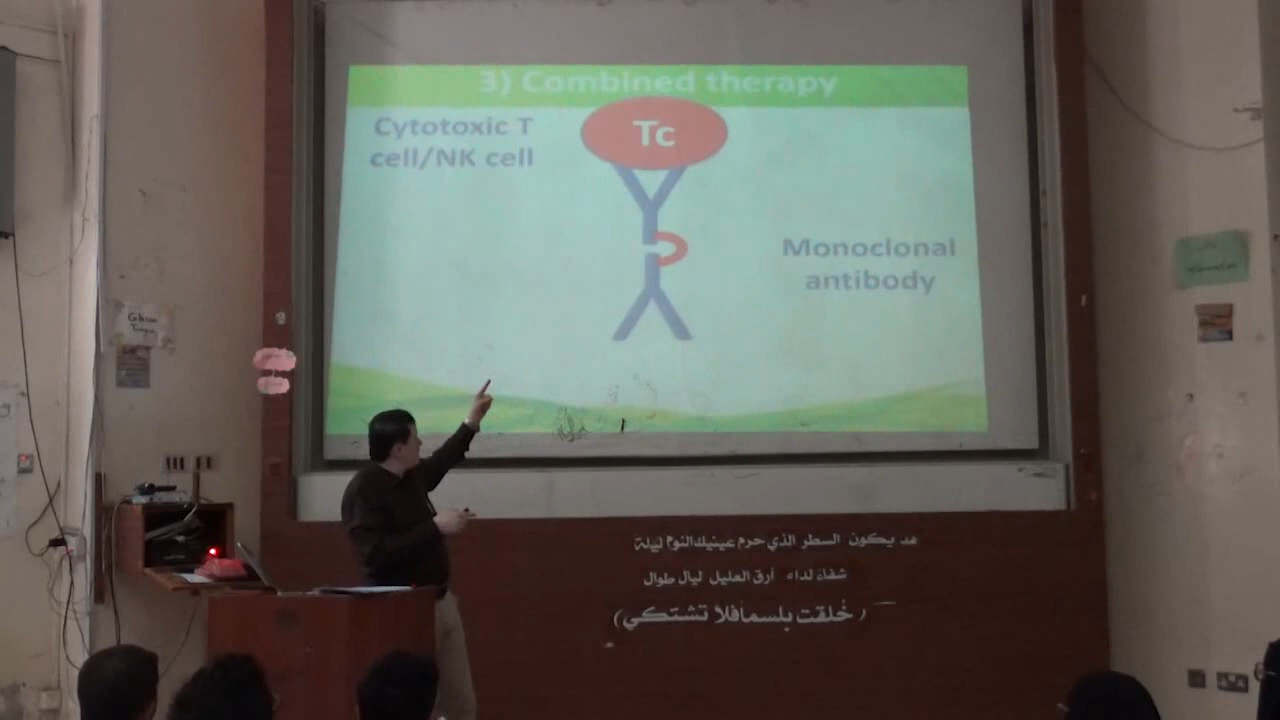 3) Combined therapy
Cytotoxic T
cell/NK cell
Tc
Monoclonal
antibody
قد يكون السطر الذي حرم عينيك النوم ليلة
شفاءً لداء أرق العليل ليال طوال
(خُلقت بلسماً فلا تشتكي)